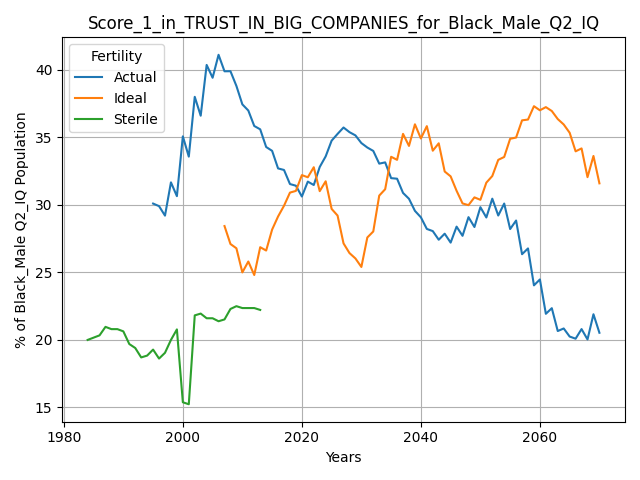 Score_1_in_TRUST_IN_BIG_COMPANIES_for_Black_Male_Q2_IQ
Fertility
Actual
Ideal
Sterile
% of Black_Male Q2_IQ Population
40
35
30
25
20
15
1980
2000
2020
2040
2060
Years